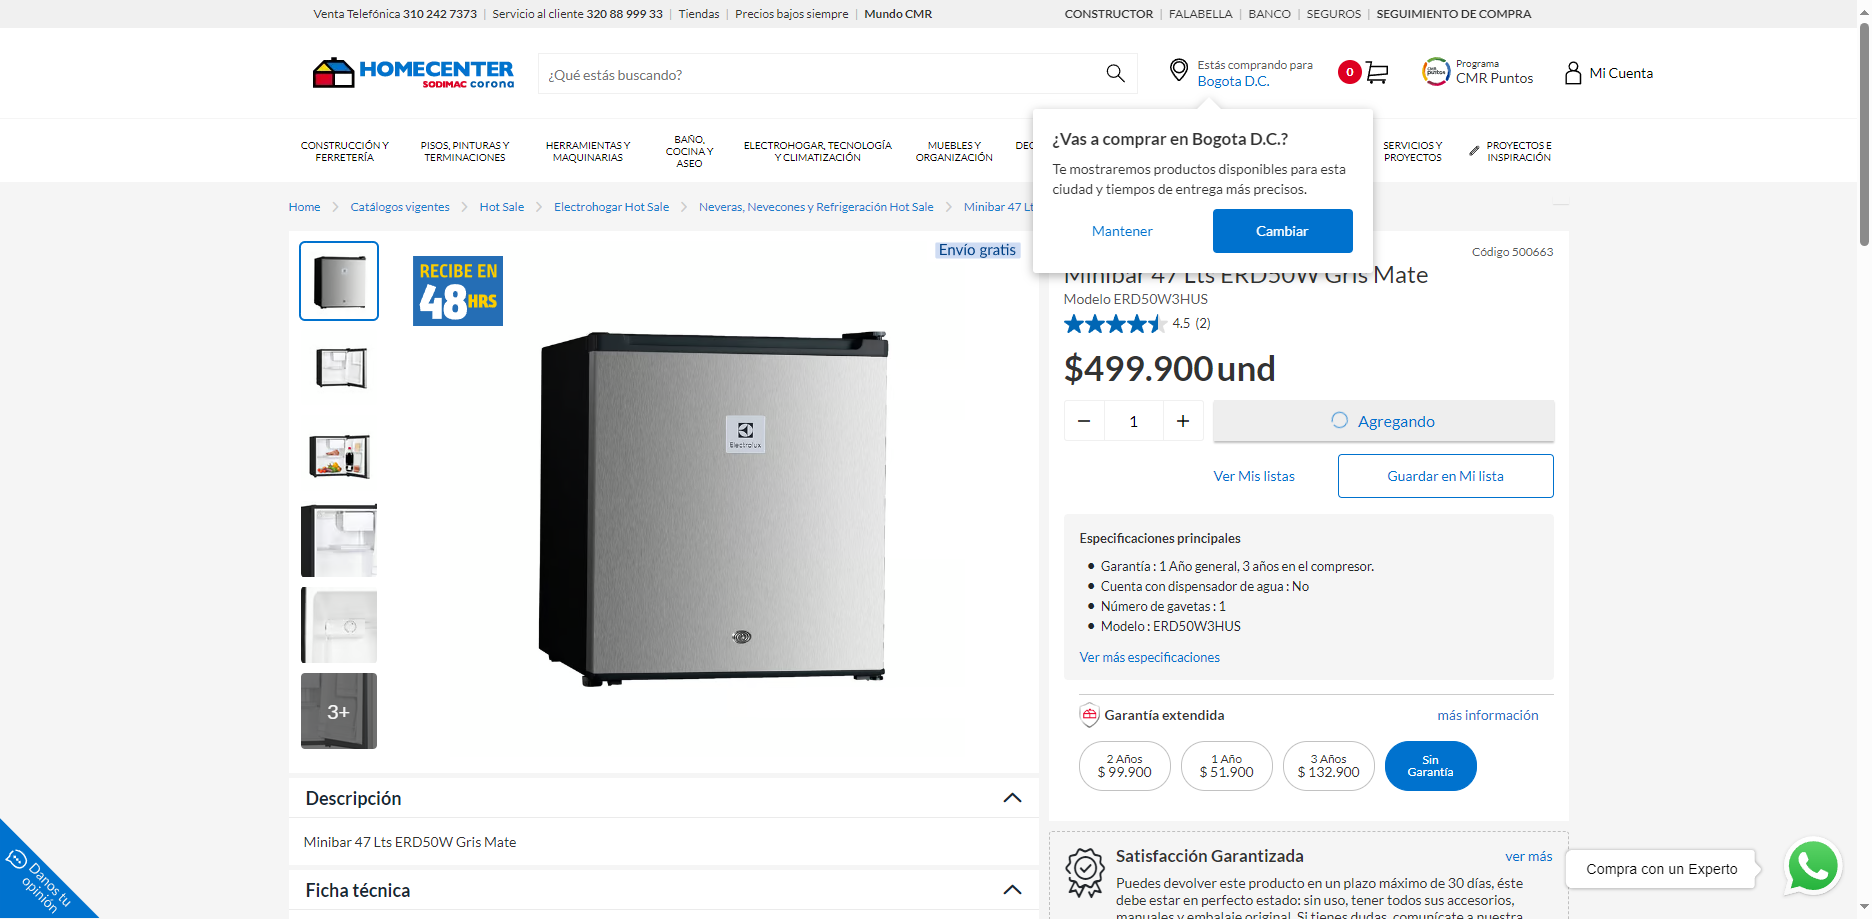 Venta Telefónica 310 242 7373 | Servicio al cliente 320 88 999 33 | Tiendas | Precios bajos siempre | Mundo CMR
CONSTRUCTOR | FALABELLA | BANCO | SEGUROS | SEGUIMIENTO DE COMPRA
HOMECENTER
SODIMAC corona
¿Qué estás buscando?
Estás comprando para
Bogota D.C.
0
Programa
CMR Puntos
Mi Cuenta
CONSTRUCCIÓN Y
FERRETERÍA
PISOS, PINTURAS Y
TERMINACIONES
HERRAMIENTAS Y
MAQUINARIAS
BAÑO,
COCINA Y
ASEO
ELECTROHOGAR, TECNOLOGÍA
Y CLIMATIZACIÓN
MUEBLES Y
ORGANIZACIÓN
SERVICIOS Y
PROYECTOS
PROYECTOS E
INSPIRACIÓN
¿Vas a comprar en Bogota D.C.?
Te mostraremos productos disponibles para esta
ciudad y tiempos de entrega más precisos.
Mantener
Cambiar
Home > Catálogos vigentes > Hot Sale > Electrohogar Hot Sale > Neveras, Nevecones y Refrigeración Hot Sale > Minibar 47
RECIBE EN
48HRS
Envío gratis
Electrolux
3+
Código 500663
Minibar 47 Lts ERD50W Gris Mate
Modelo ERD50W3HUS
4.5 (2)
$499.900 und
− 1 +
Agregando
Ver Mis listas
Guardar en Mi lista
Especificaciones principales
• Garantía : 1 Año general, 3 años en el compresor.
• Cuenta con dispensador de agua : No
• Número de gavetas : 1
• Modelo : ERD50W3HUS
Ver más especificaciones
Garantía extendida
más información
2 Años
$ 99.900
1 Año
$ 51.900
3 Años
$ 132.900
Sin
Garantía
Descripción
Minibar 47 Lts ERD50W Gris Mate
Ficha técnica
Satisfacción Garantizada
ver más
Puedes devolver este producto en un plazo máximo de 30 días, éste
debe estar en perfecto estado: sin uso, tener todos sus accesorios,
manuales y embalaje original. Si tienes dudas, comunícate a nuestra
Compra con un Experto
Danos tu
opinión